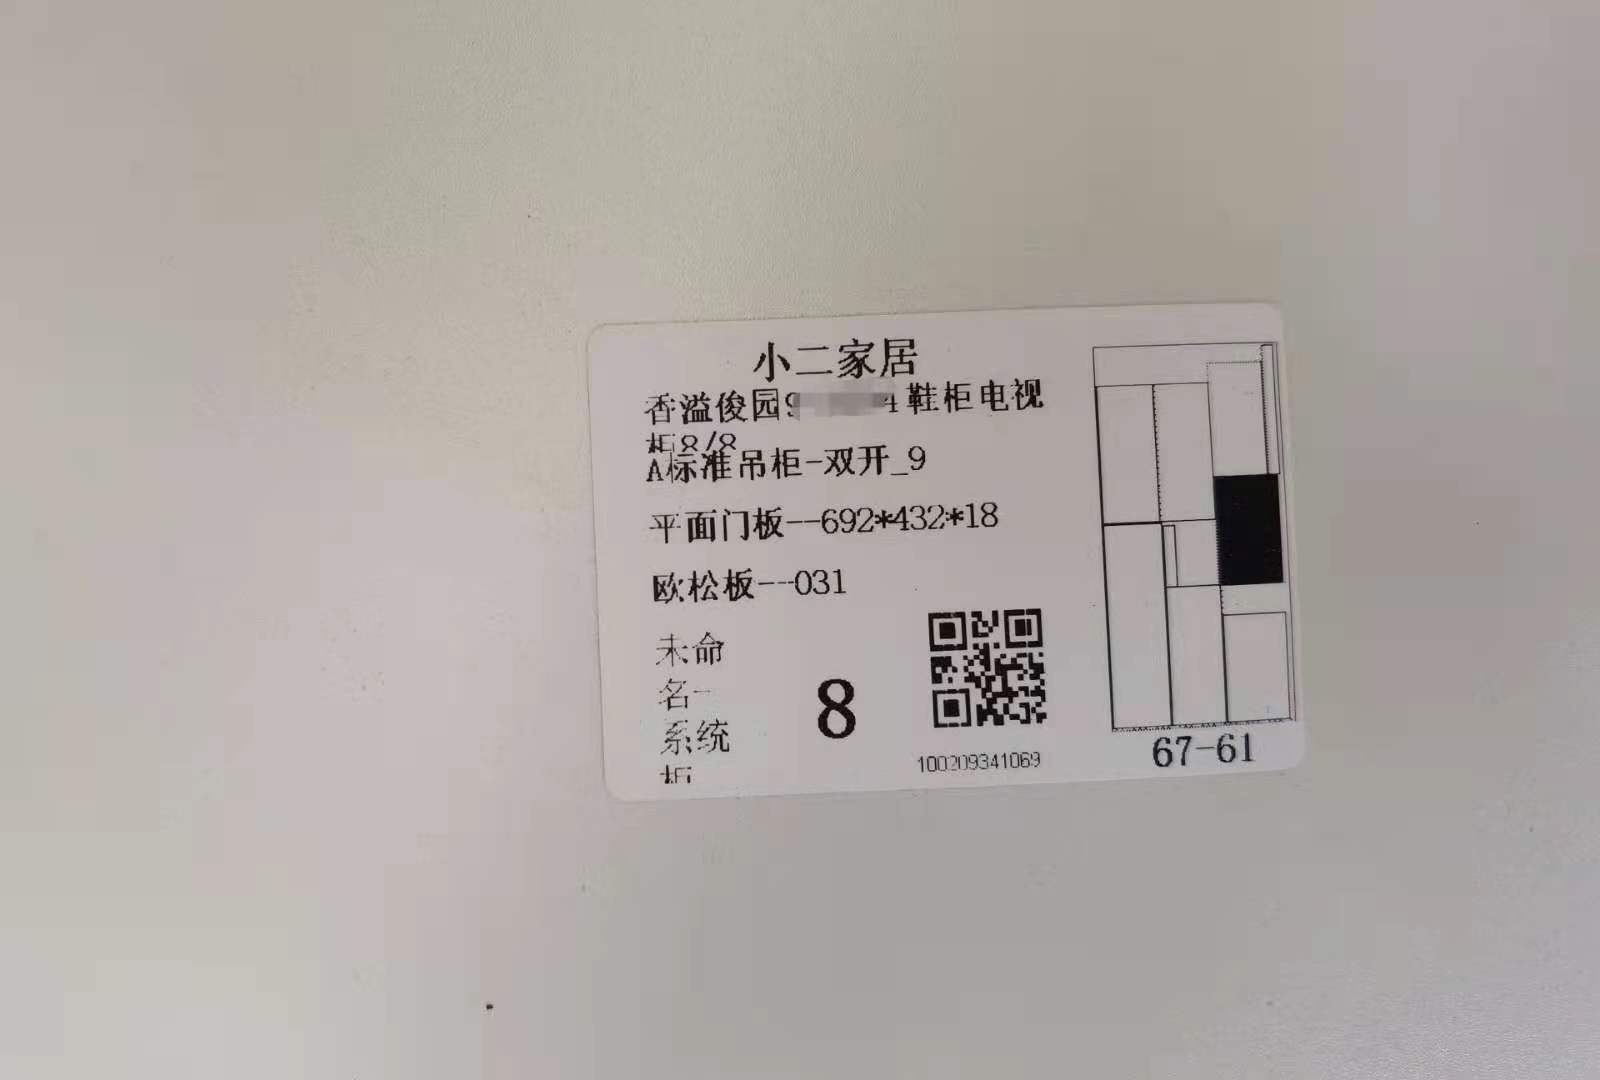 小二家居
香溢俊园9 4鞋柜电视
柜8/8
A标准吊柜-双开_9
平面门板--692*432*18
欧松板--031
未命
名-
系统
柜
8
100209341069
67-61